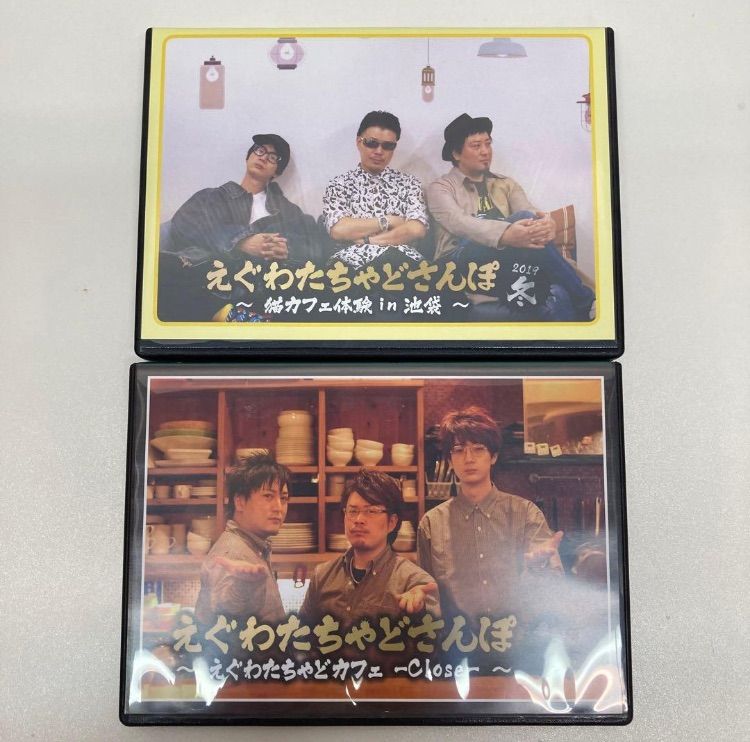 えぐわたちゃどさんぽ
2019
冬
～ 猫カフェ体験 in 池袋 ～
えぐわたちゃどさんぽ
～ えぐわたちゃどカフェ -Close- ～